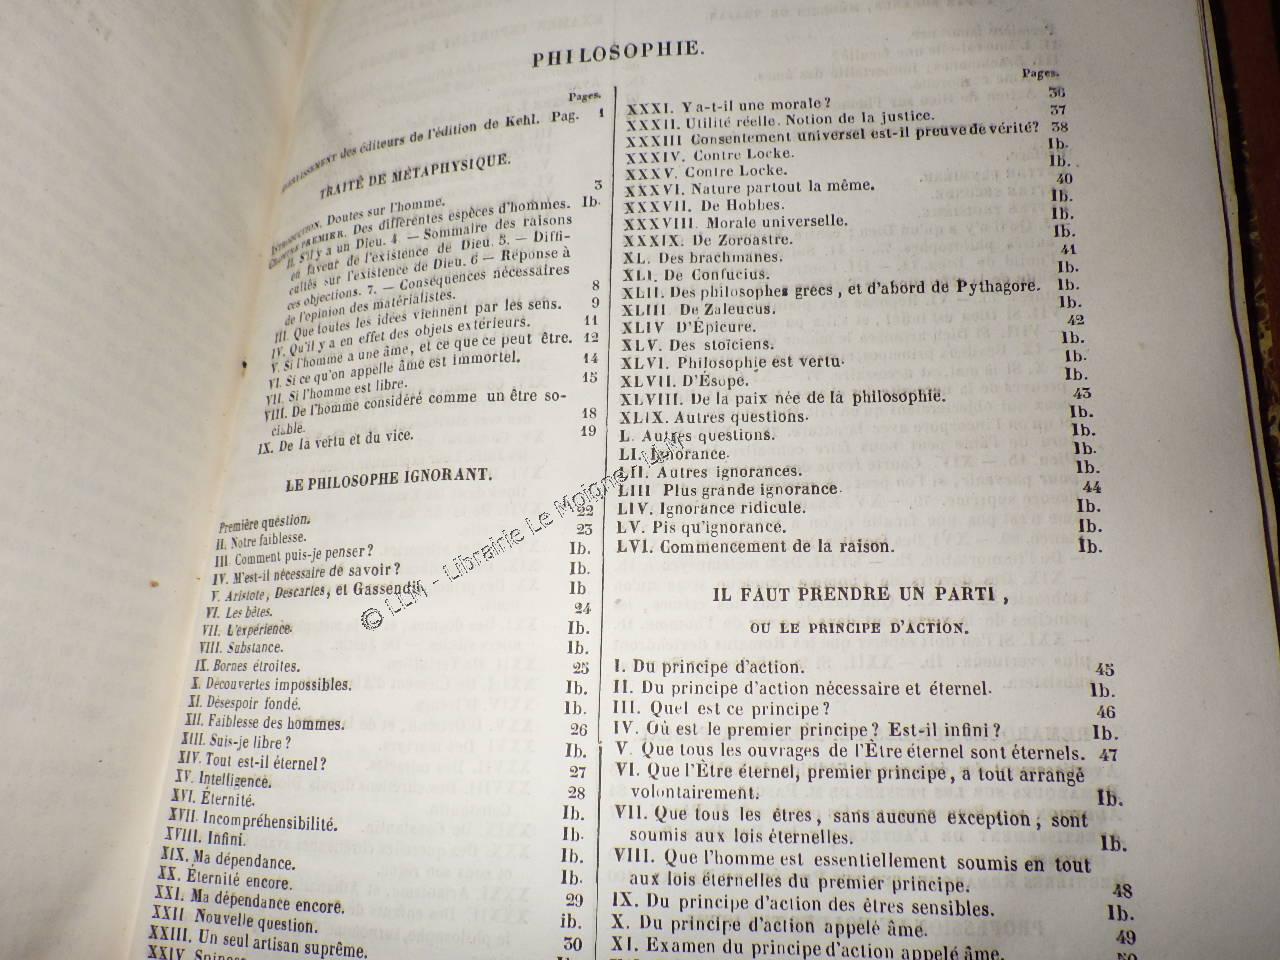 PHILOSOPHIE.
Pages.
AVERTISSEMENT des éditeurs de l'édition de Kehl. Pag. 1
TRAITÉ DE MÉTAPHYSIQUE.
INTRODUCTION. Doutes sur l'homme. 3
CHAPITRE PREMIER. Des différentes espèces d'hommes. Ib.
II. S'il y a un Dieu. 4 — Sommaire des raisons
en faveur de l'existence de Dieu. 5. — Diffi-
cultés sur l'existence de Dieu. 6 — Réponse à
ces objections. 7. — Conséquences nécessaires
de l'opinion des matérialistes. 8
III. Que toutes les idées viennent par les sens. 9
IV. Qu'il y a en effet des objets extérieurs. 11
V. Si l'homme a une âme, et ce que ce peut être. 12
VI. Si ce qu'on appelle âme est immortel. 14
VII. Si l'homme est libre. 15
VIII. De l'homme considéré comme un être so-
ciable. 18
IX. De la vertu et du vice. 19
LE PHILOSOPHE IGNORANT.
Première question. 22
II. Notre faiblesse. 23
III. Comment puis-je penser? Ib.
IV. M'est-il nécessaire de savoir? Ib.
V. Aristote, Descartes, et Gassendi. Ib
VI. Les bêtes. 24
VII. L'expérience. Ib.
VIII. Substance. Ib.
IX. Bornes étroites. 25
X. Découvertes impossibles. Ib.
XI. Désespoir fondé. Ib.
XII. Faiblesse des hommes. 26
XIII. Suis-je libre? Ib.
XIV. Tout est-il éternel? 27
XV. Intelligence. 28
XVI. Éternité. Ib.
XVII. Incompréhensibilité. Ib.
XVIII. Infini. Ib.
XIX. Ma dépendance. Ib.
XX. Éternité encore. 29
XXI. Ma dépendance encore. ib.
XXII. Nouvelle question. 30
XXIII. Un seul artisan suprême. Ib.
XXIV.
Pages.
XXXI. Y a-t-il une morale? 36
XXXII. Utilité réelle. Notion de la justice. 37
XXXIII Consentement universel est-il preuve de vérité? 38
XXXIV. Contre Locke. Ib.
XXXV. Contre Locke. Ib.
XXXVI. Nature partout la même. 40
XXXVII. De Hobbes. Ib.
XXXVIII. Morale universelle. Ib.
XXXIX. De Zoroastre. Ib.
XL. Des brachmanes. 41
XLI. De Confucius. Ib.
XLII. Des philosophes grecs, et d'abord de Pythagore. Ib.
XLIII De Zaleucus. Ib.
XLIV D'Épicure. 42
XLV. Des stoïciens. Ib.
XLVI. Philosophie est vertu. Ib.
XLVII. D'Ésope. Ib.
XLVIII. De la paix née de la philosophie. 43
XLIX. Autres questions. Ib.
L. Autres questions. Ib.
LI. Ignorance. Ib.
LII. Autres ignorances. Ib.
LIII Plus grande ignorance. 44
LIV. Ignorance ridicule. Ib.
LV. Pis qu'ignorance. Ib.
LVI. Commencement de la raison. Ib.
IL FAUT PRENDRE UN PARTI,
OU LE PRINCIPE D'ACTION.
I. Du principe d'action. 45
II. Du principe d'action nécessaire et éternel. Ib.
III. Quel est ce principe? 46
IV. Où est le premier principe? Est-il infini? Ib.
V. Que tous les ouvrages de l'Être éternel sont éternels. 47
VI. Que l'Être éternel, premier principe, a tout arrangé
volontairement. Ib.
VII. Que tous les êtres, sans aucune exception, sont
soumis aux lois éternelles. Ib.
VIII. Que l'homme est essentiellement soumis en tout
aux lois éternelles du premier principe. 48
IX. Du principe d'action des êtres sensibles. Ib.
X. Du principe d'action appelé âme. 49
XI. Examen du principe d'action appelé âme. 50
© LLM - Librairie Le Moigne - LLM